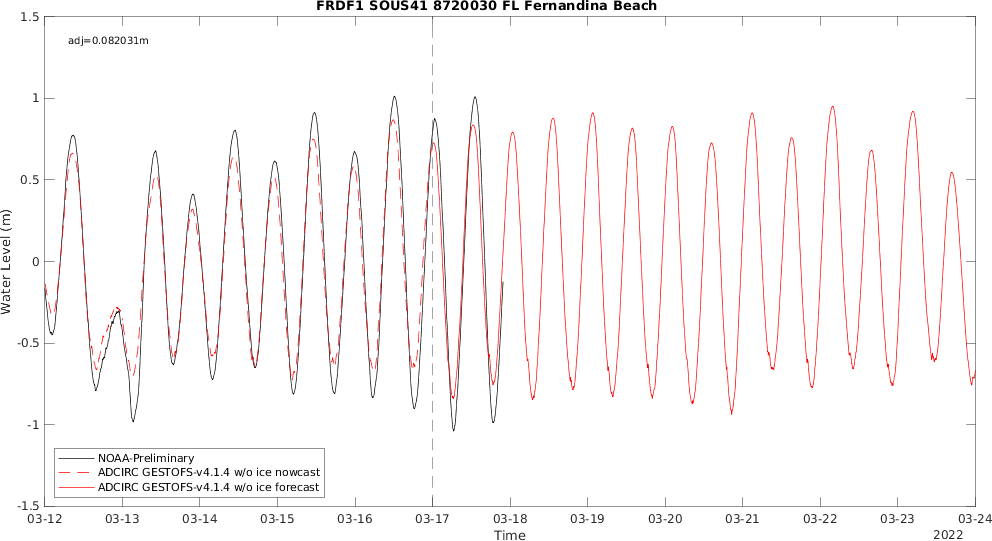 FRDF1 SOUS41 8720030 FL Fernandina Beach
adj=0.082031m
1.5
1
0.5
0
-0.5
-1
-1.5
Water Level (m)
NOAA-Preliminary
ADCIRC GESTOFS-v4.1.4 w/o ice nowcast
ADCIRC GESTOFS-v4.1.4 w/o ice forecast
03-12 03-13 03-14 03-15 03-16 03-17 03-18 03-19 03-20 03-21 03-22 03-23 03-24
Time
2022